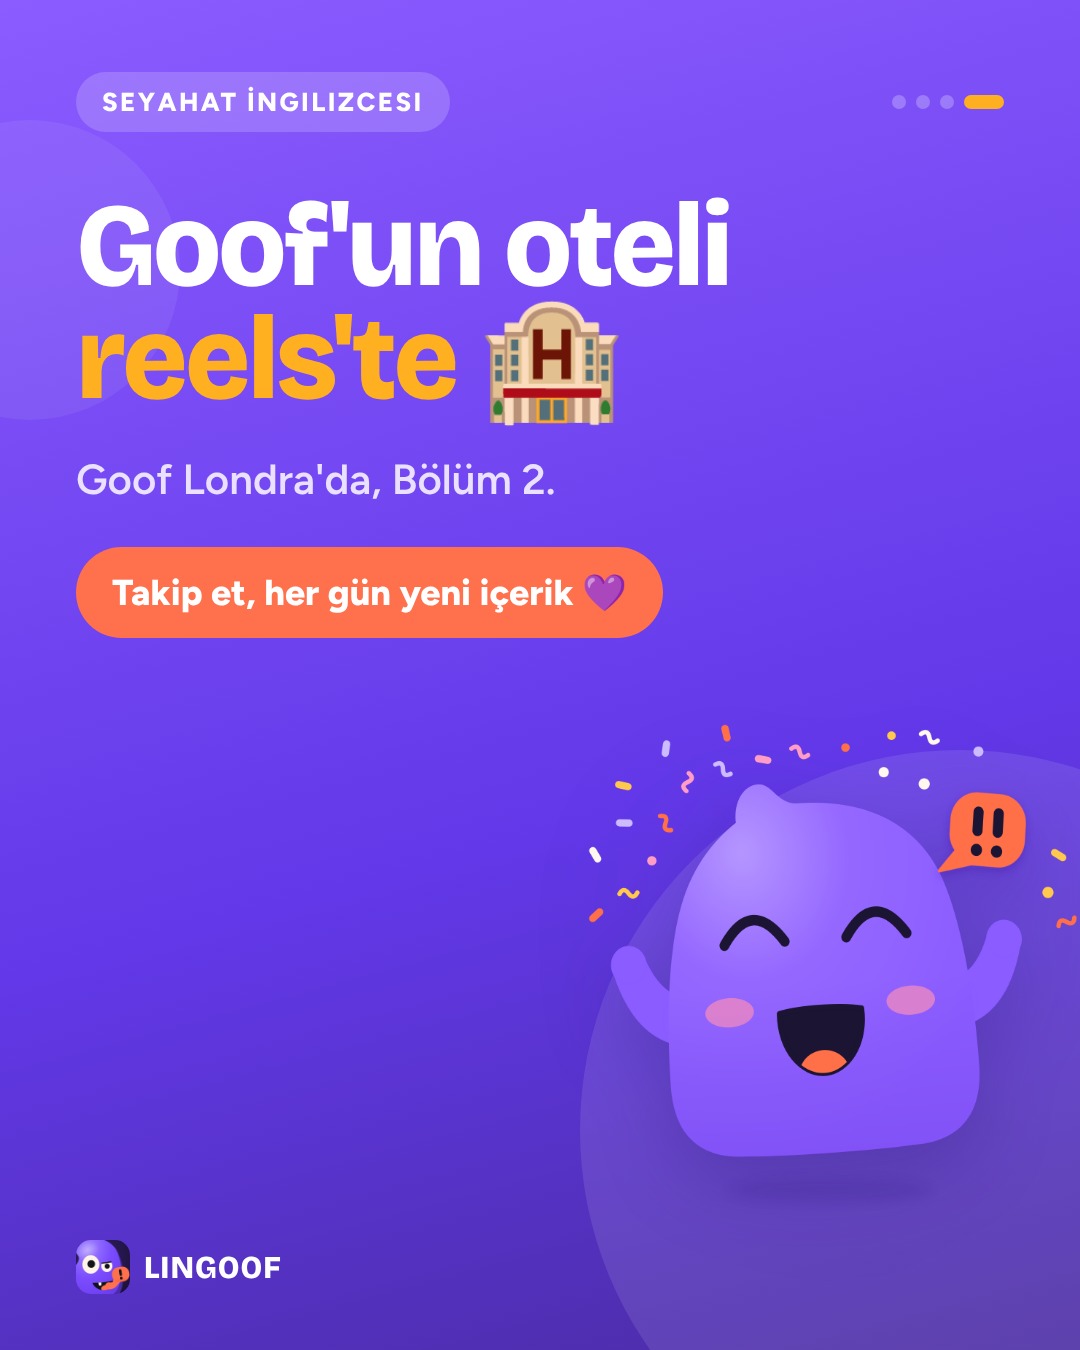 SEYAHAT İNGILIZCESI
Goof'un oteli
reels'te 🏨
Goof Londra'da, Bölüm 2.
Takip et, her gün yeni içerik 💜
!!
LINGOOF